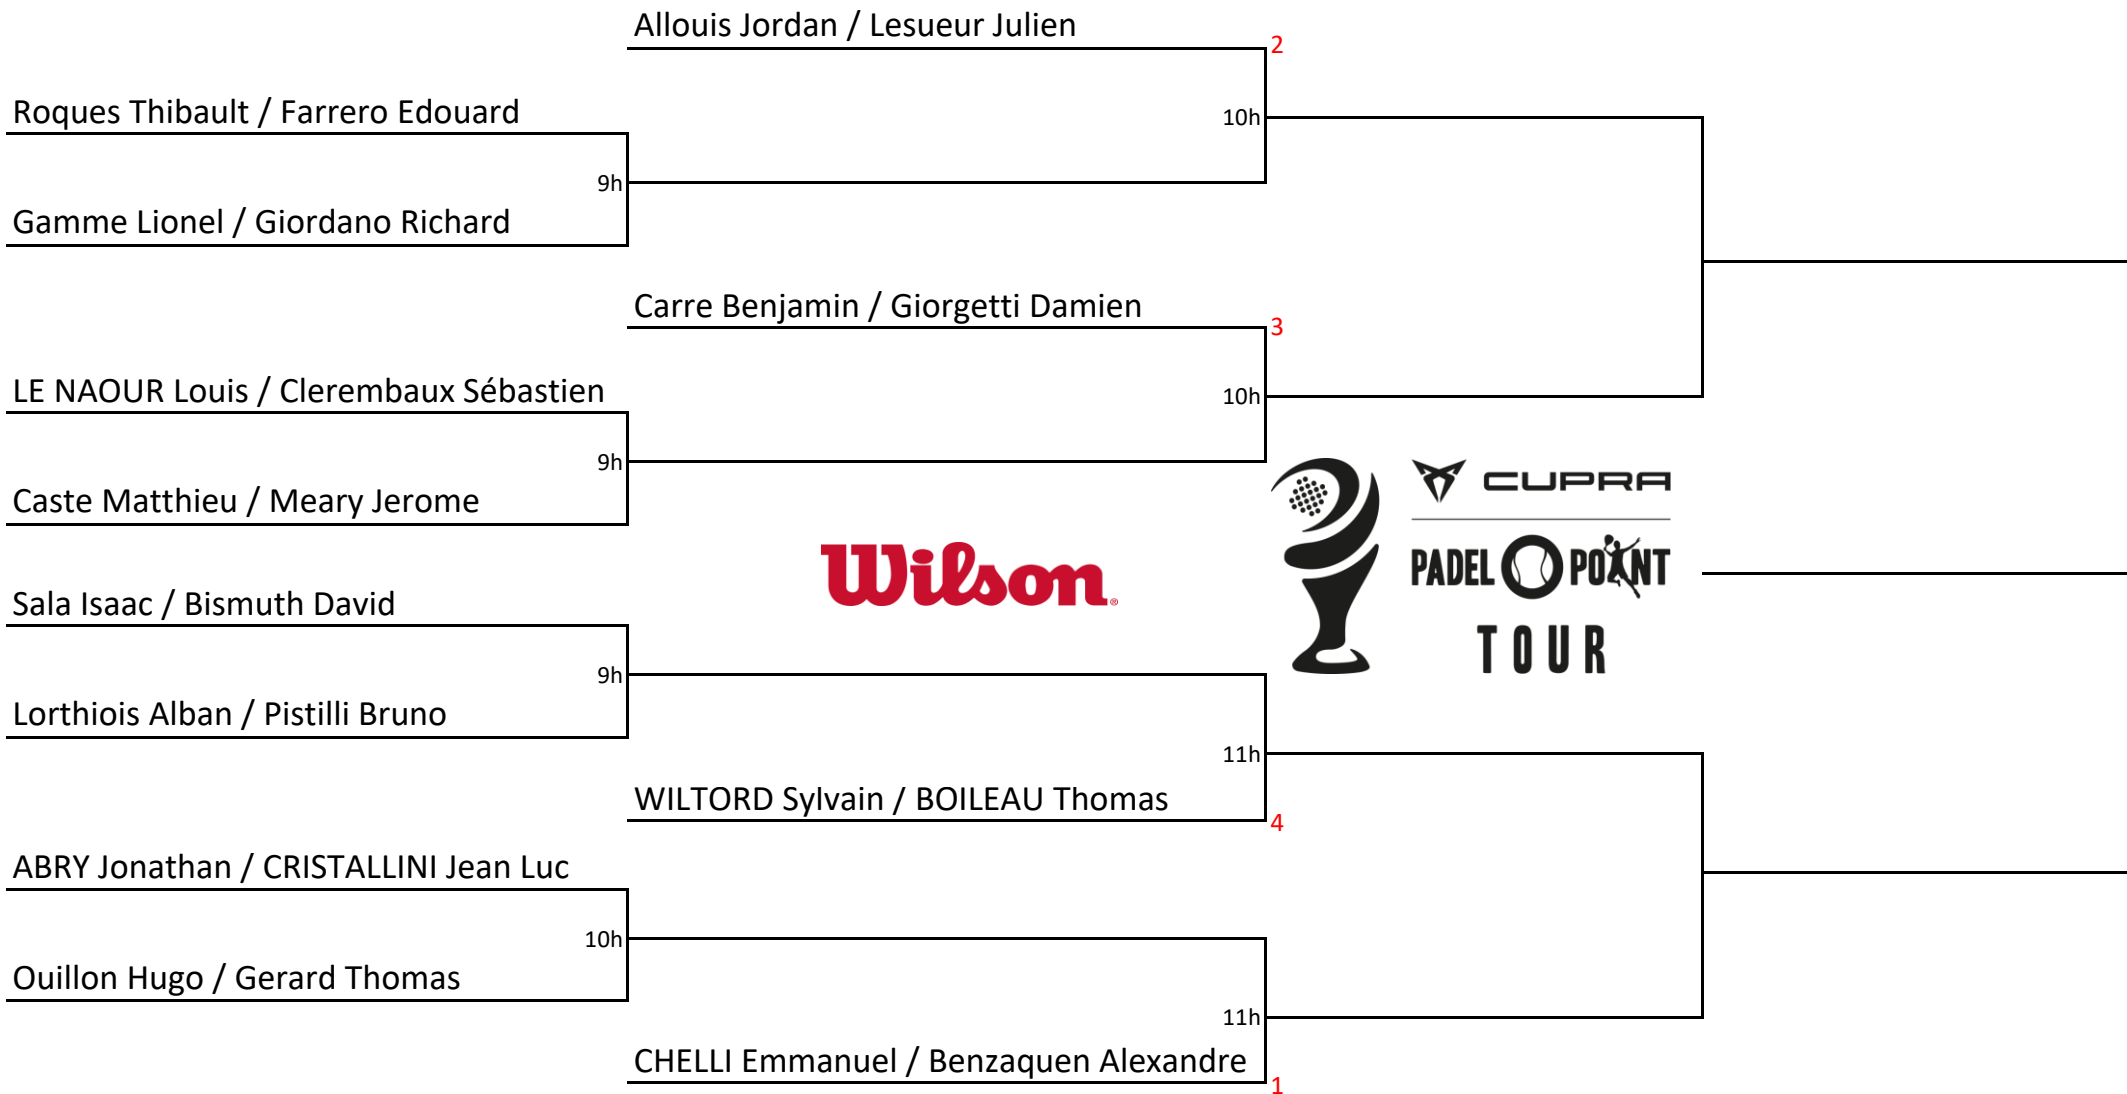 Allouis Jordan / Lesueur Julien
2
Roques Thibault / Farrero Edouard
10h
9h
Gamme Lionel / Giordano Richard
Carre Benjamin / Giorgetti Damien
3
LE NAOUR Louis / Clerembaux Sébastien
10h
9h
Caste Matthieu / Meary Jerome
CUPRA
PADEL POINT
TOUR
Wilson®
Sala Isaac / Bismuth David
9h
Lorthiois Alban / Pistilli Bruno
11h
WILTORD Sylvain / BOILEAU Thomas
4
ABRY Jonathan / CRISTALLINI Jean Luc
10h
Ouillon Hugo / Gerard Thomas
11h
CHELLI Emmanuel / Benzaquen Alexandre
1